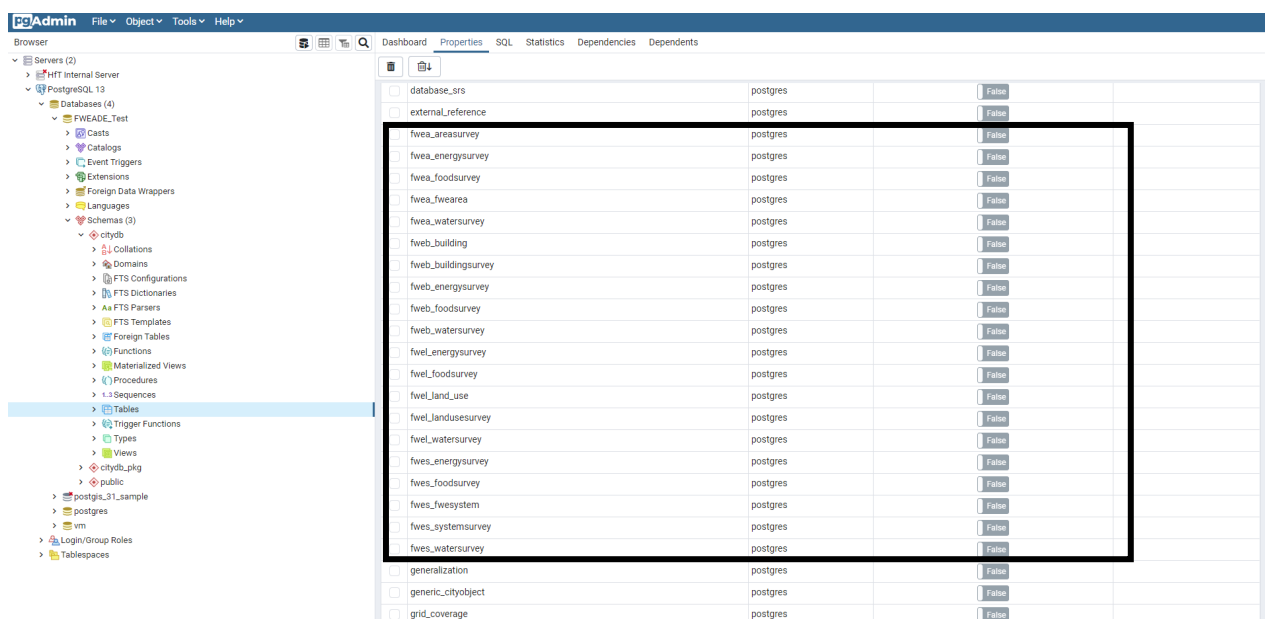 pgAdmin File Object Tools Help
Browser
Dashboard Properties SQL Statistics Dependencies Dependents
Servers (2)
HfT Internal Server
PostgreSQL 13
Databases (4)
FWEADE_Test
Casts
Catalogs
Event Triggers
Extensions
Foreign Data Wrappers
Languages
Schemas (3)
citydb
Collations
Domains
FTS Configurations
FTS Dictionaries
Aa FTS Parsers
FTS Templates
Foreign Tables
Functions
Materialized Views
Procedures
1..3 Sequences
Tables
Trigger Functions
Types
Views
citydb_pkg
public
postgis_31_sample
postgres
vm
Login/Group Roles
Tablespaces
database_srs postgres False
external_reference postgres False
fwea_areasurvey postgres False
fwea_energysurvey postgres False
fwea_foodsurvey postgres False
fwea_fwearea postgres False
fwea_watersurvey postgres False
fweb_building postgres False
fweb_buildingsurvey postgres False
fweb_energysurvey postgres False
fweb_foodsurvey postgres False
fweb_watersurvey postgres False
fwel_energysurvey postgres False
fwel_foodsurvey postgres False
fwel_land_use postgres False
fwel_landusesurvey postgres False
fwel_watersurvey postgres False
fwes_energysurvey postgres False
fwes_foodsurvey postgres False
fwes_fwesystem postgres False
fwes_systemsurvey postgres False
fwes_watersurvey postgres False
generalization postgres False
generic_cityobject postgres False
grid_coverage postgres False